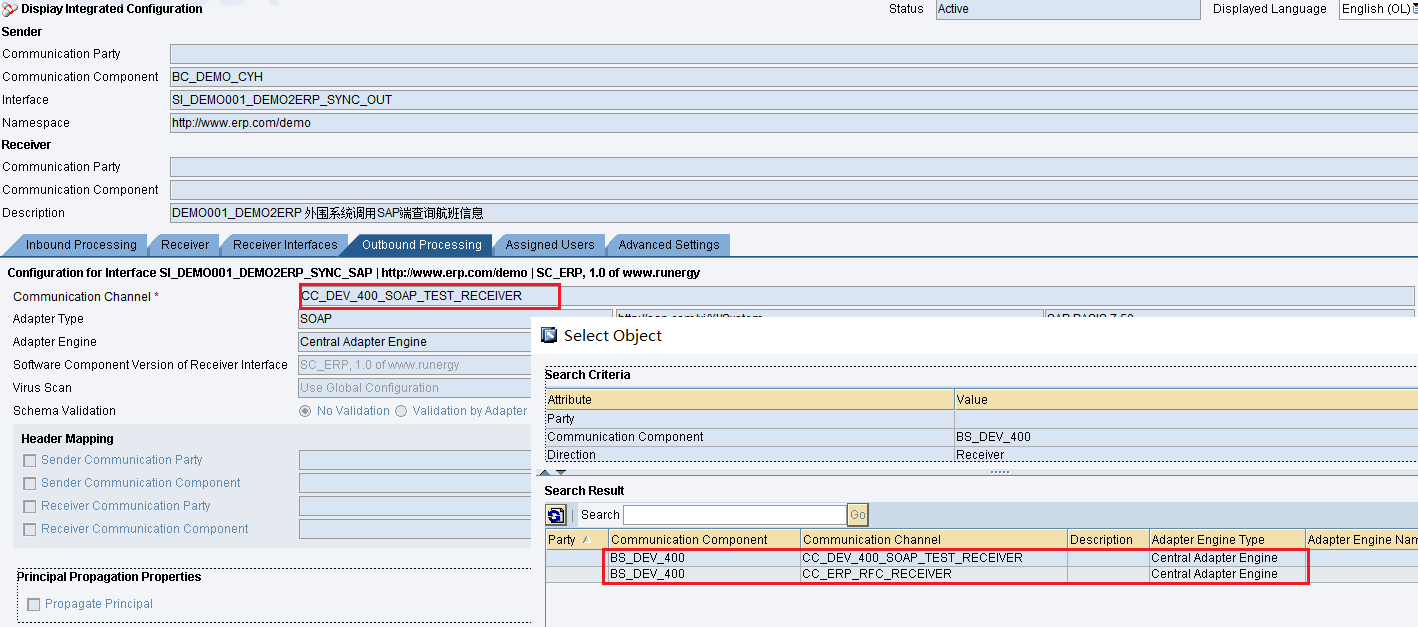 Display Integrated Configuration
Status Active Displayed Language English (OL)
Sender
Communication Party
Communication Component BC_DEMO_CYH
Interface SI_DEMO001_DEMO2ERP_SYNC_OUT
Namespace http://www.erp.com/demo
Receiver
Communication Party
Communication Component
Description DEMO001_DEMO2ERP 外围系统调用SAP端查询航班信息
Inbound Processing Receiver Receiver Interfaces Outbound Processing Assigned Users Advanced Settings
Configuration for Interface SI_DEMO001_DEMO2ERP_SYNC_SAP | http://www.erp.com/demo | SC_ERP, 1.0 of www.runergy
Communication Channel * CC_DEV_400_SOAP_TEST_RECEIVER
Adapter Type SOAP
Adapter Engine Central Adapter Engine
Software Component Version of Receiver Interface SC_ERP, 1.0 of www.runergy
Virus Scan Use Global Configuration
Schema Validation No Validation Validation by Adapter
Header Mapping
Sender Communication Party
Sender Communication Component
Receiver Communication Party
Receiver Communication Component
Principal Propagation Properties
Propagate Principal
Select Object
Search Criteria
Attribute Value
Party
Communication Component BS_DEV_400
Direction Receiver
Search Result
Search Go
Party Communication Component Communication Channel Description Adapter Engine Type Adapter Engine Nam
BS_DEV_400 CC_DEV_400_SOAP_TEST_RECEIVER Central Adapter Engine
BS_DEV_400 CC_ERP_RFC_RECEIVER Central Adapter Engine